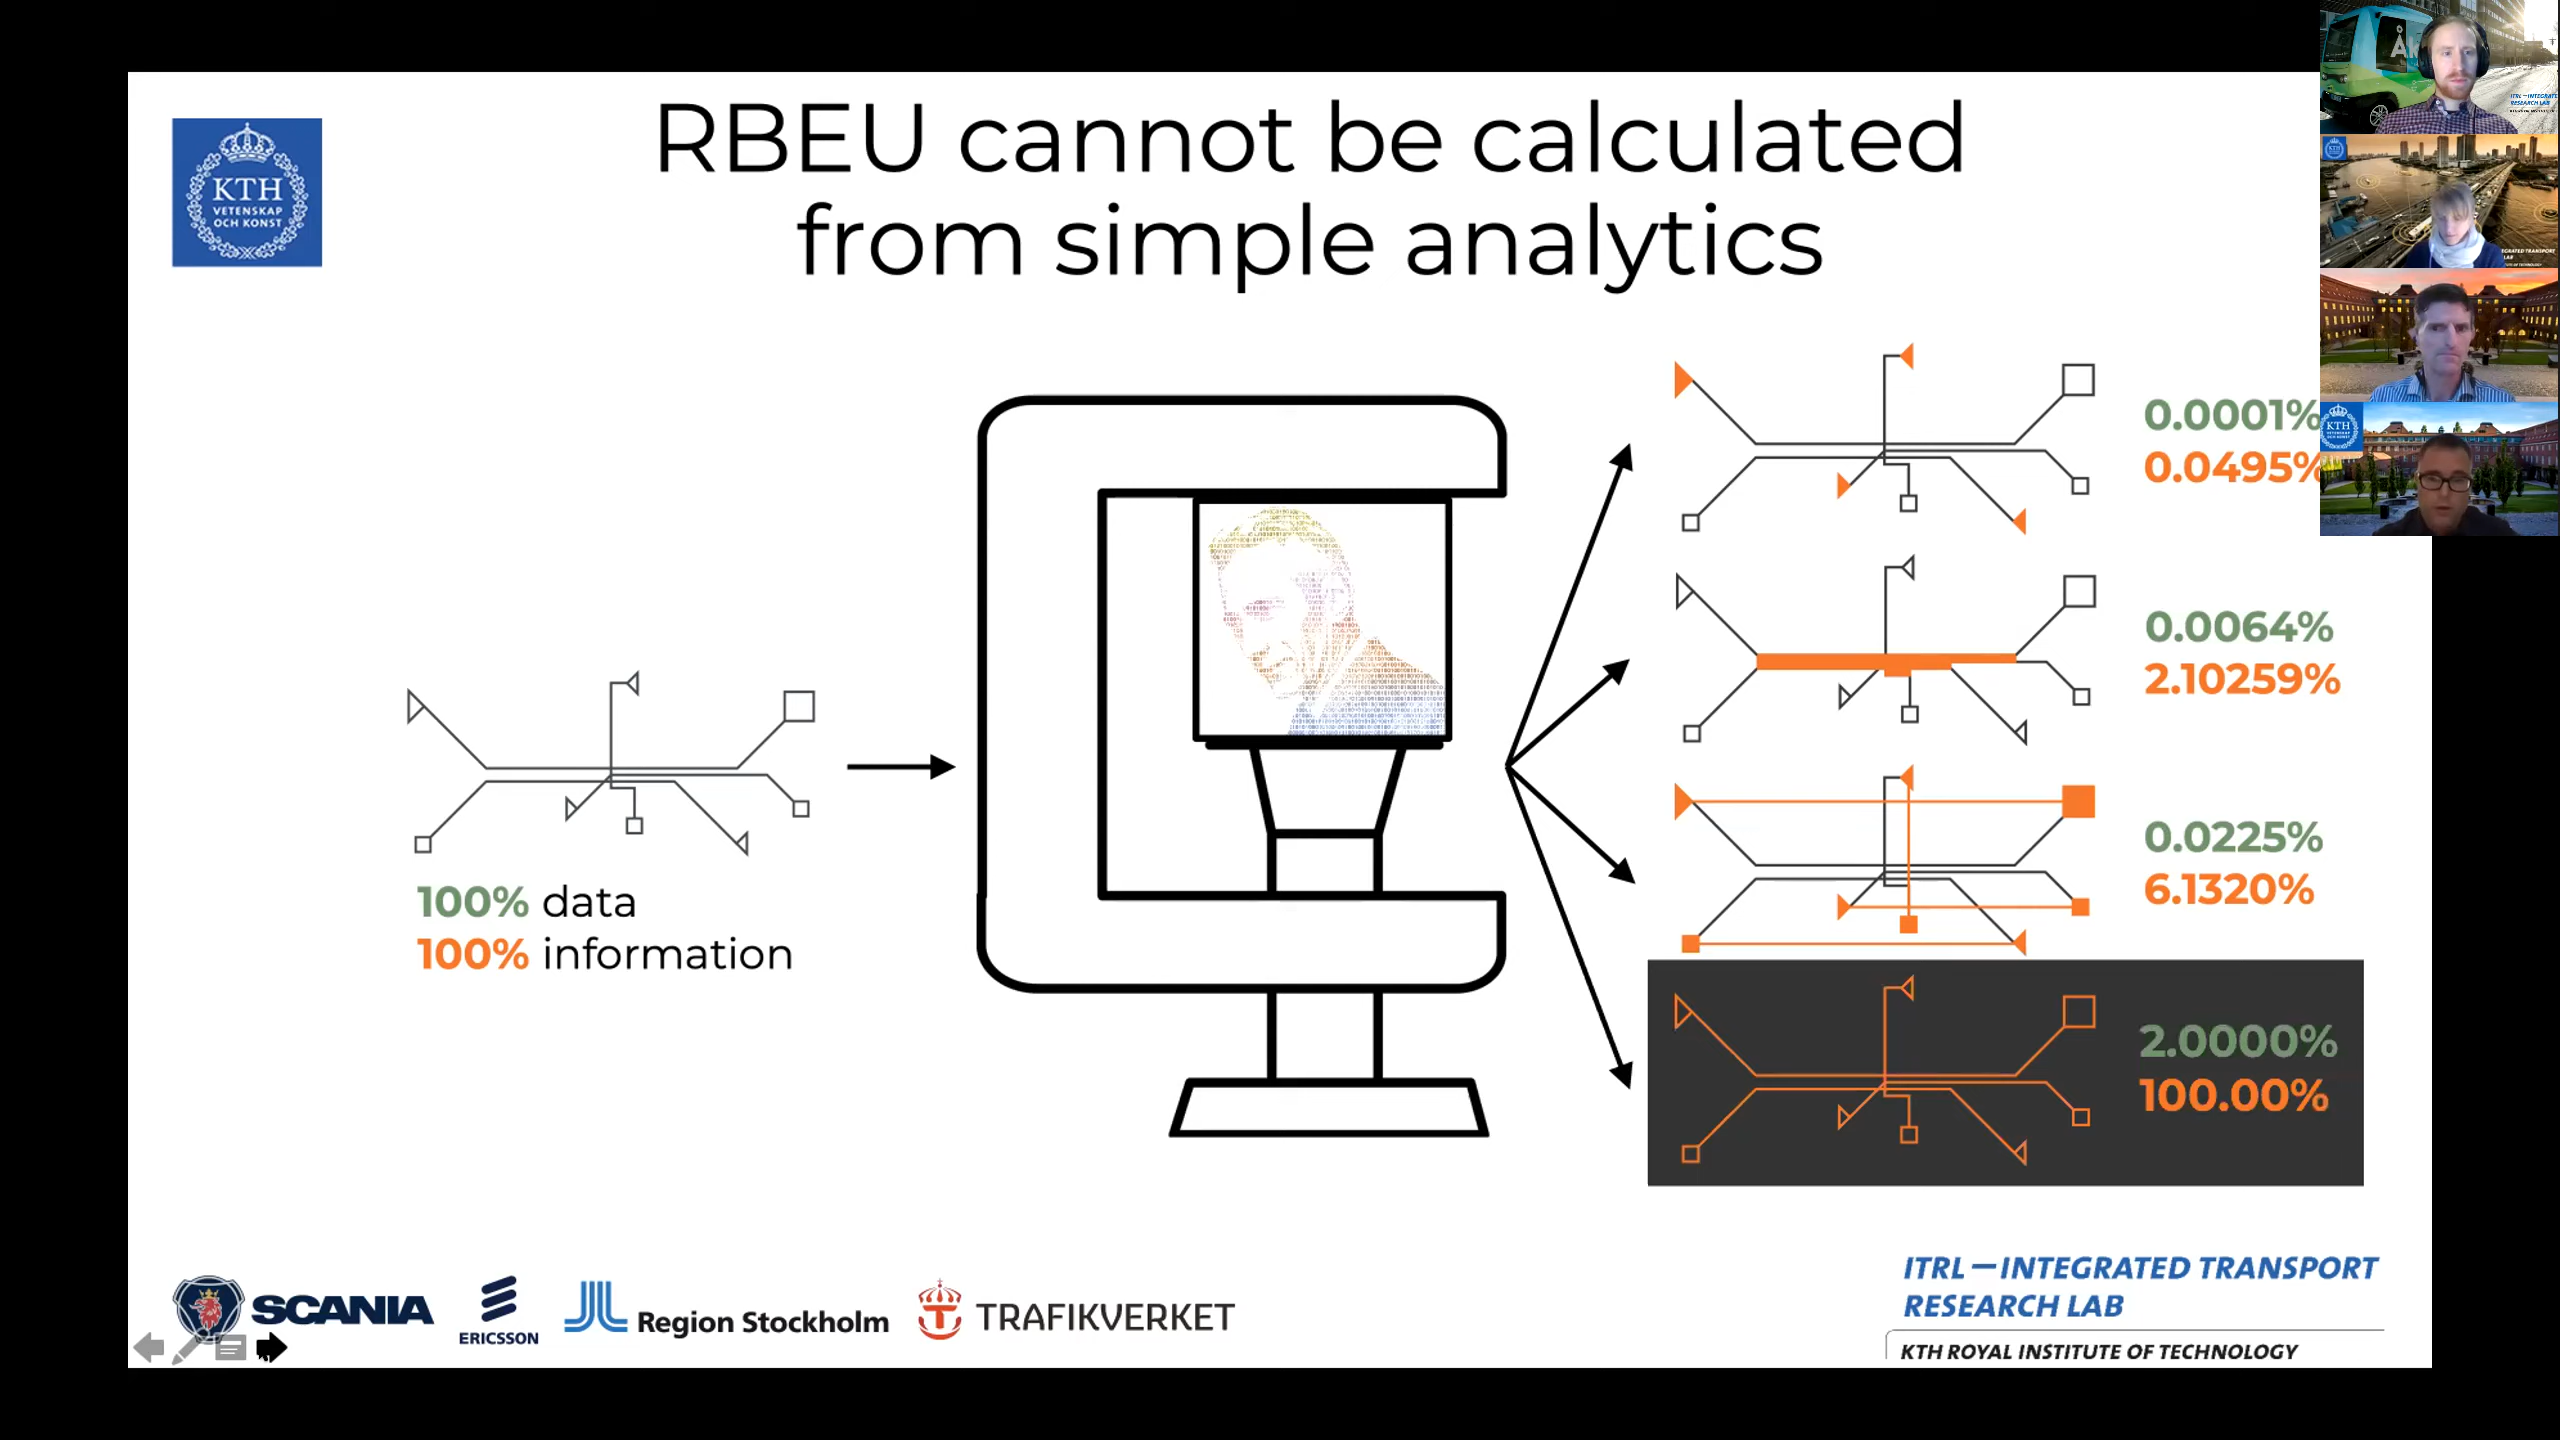 RBEU cannot be calculated
from simple analytics
KTH
VETENSKAP
OCH KONST
100% data
100% information
0.0001%
0.0495%
0.0064%
2.10259%
0.0225%
6.1320%
2.0000%
100.00%
SCANIA
ERICSSON
Region Stockholm
TRAFIKVERKET
ITRL – INTEGRATED TRANSPORT
RESEARCH LAB
KTH ROYAL INSTITUTE OF TECHNOLOGY